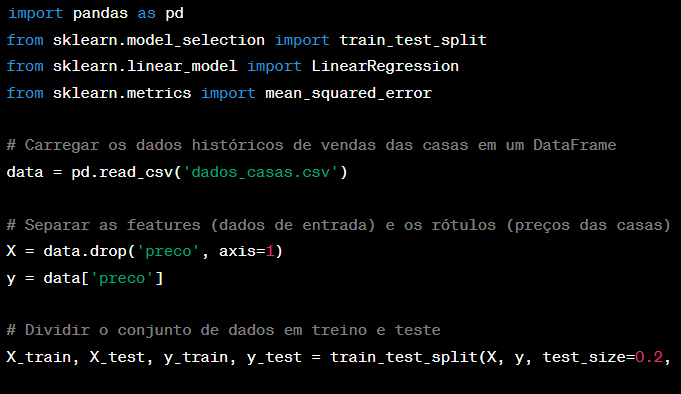 import pandas as pd
from sklearn.model_selection import train_test_split
from sklearn.linear_model import LinearRegression
from sklearn.metrics import mean_squared_error
# Carregar os dados históricos de vendas das casas em um DataFrame
data = pd.read_csv('dados_casas.csv')
# Separar as features (dados de entrada) e os rótulos (preços das casas)
X = data.drop('preco', axis=1)
y = data['preco']
# Dividir o conjunto de dados em treino e teste
X_train, X_test, y_train, y_test = train_test_split(X, y, test_size=0.2,